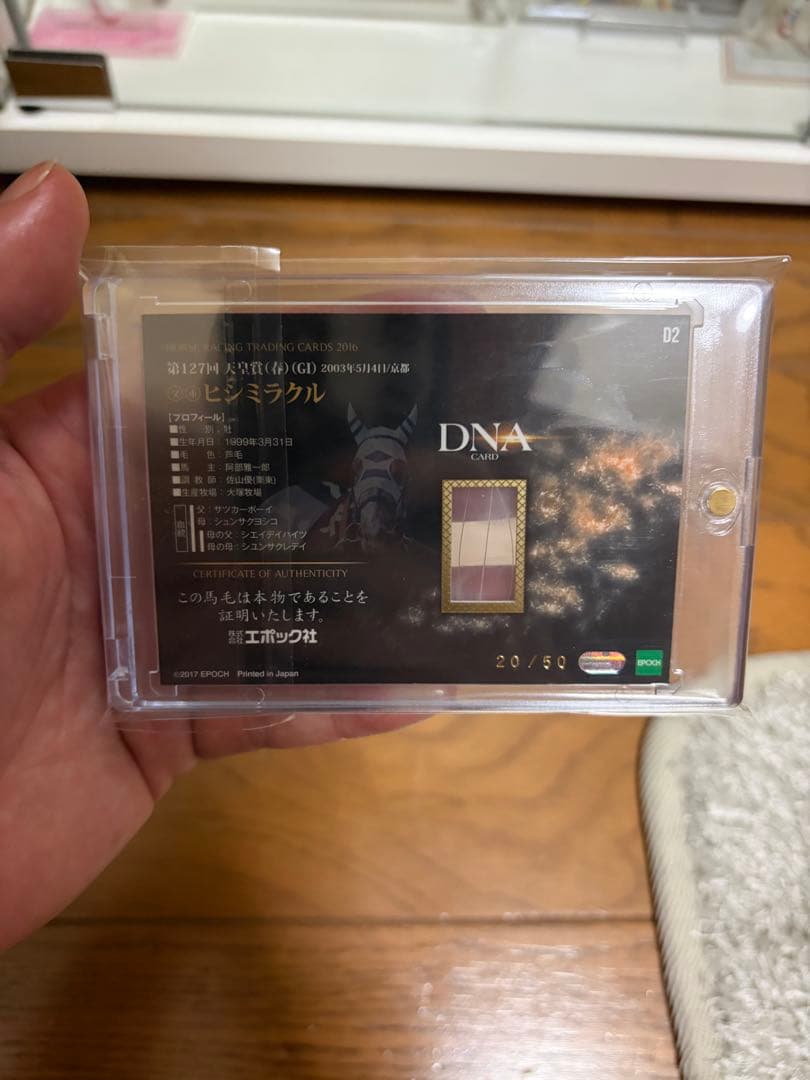 HORSE RACING TRADING CARDS 2016
D2
第127回 天皇賞(春)(GI) 2003年5月4日/京都
父 市 ヒシミラクル
[プロフィール]
■性 別:牡
■生年月日:1999年3月31日
■毛 色:芦毛
■馬 主:阿部雅一郎
■調教師:佐山優(栗東)
■生産牧場:大塚牧場
血統
父:サツカーボーイ
母:シュンサクヨシコ
母の父:シエイデイハイツ
母の母:シユンサクレデイ
DNA
CARD
CERTIFICATE OF AUTHENTICITY
この馬毛は本物であることを
証明いたします。
株式会社エポック社
20/50
EPOCH
©2017 EPOCH Printed in Japan